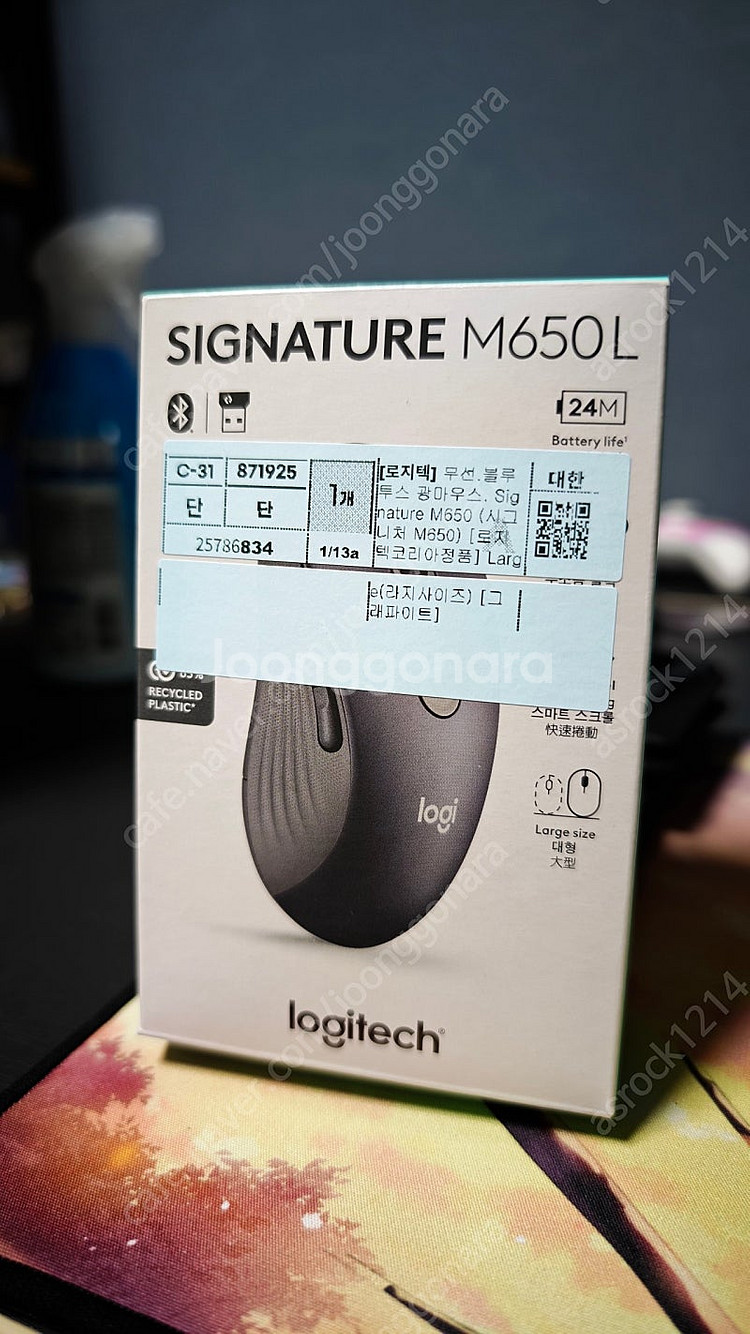 SIGNATURE M650 L
24M
Battery life¹
C-31
871925
단
단
25786834
1개
1/13a
[로지텍] 무선.블루
투스 광마우스. Sig
nature M650 (시그
니처 M650) [로지
텍코리아정품] Larg
e(라지사이즈) [그
래파이트]
대한
RECYCLED
PLASTIC*
스마트 스크롤
快速捲動
logi
Large size
대형
大型
logitech
Joonggonara
cafe.naver.com/joonggonara
asrock1214
asrock1214
asrock1214